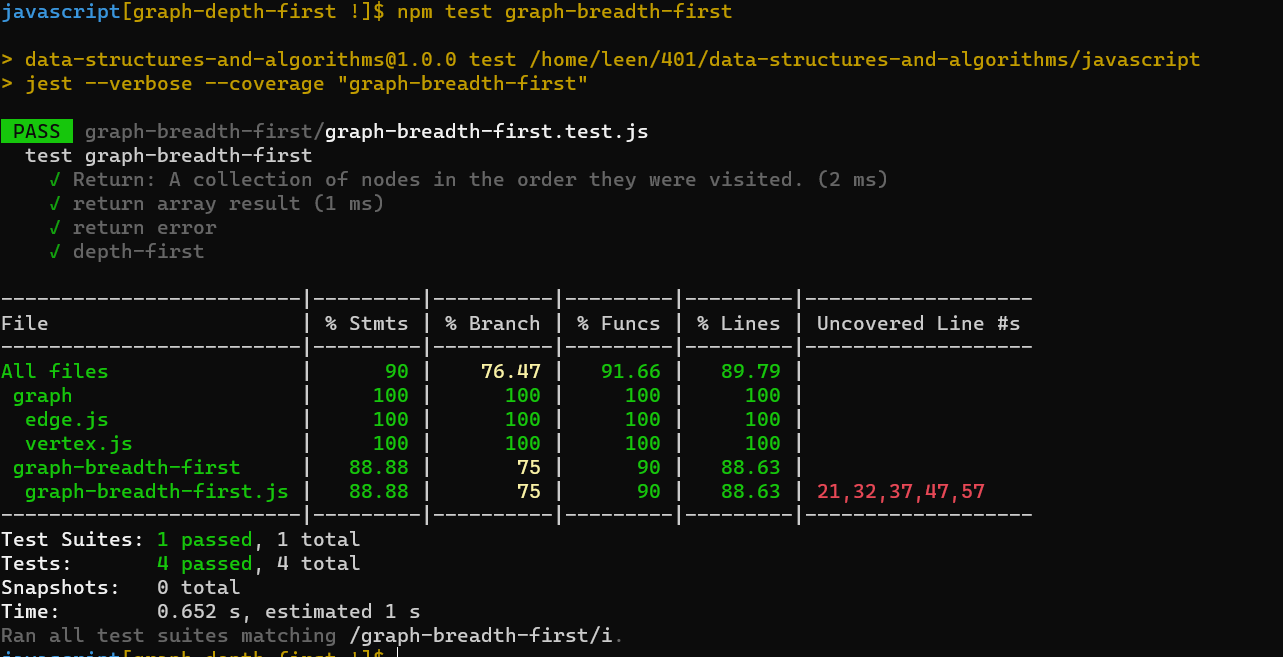 javascript[graph-depth-first !]$ npm test graph-breadth-first
> data-structures-and-algorithms@1.0.0 test /home/leen/401/data-structures-and-algorithms/javascript
> jest --verbose --coverage "graph-breadth-first"
PASS graph-breadth-first/graph-breadth-first.test.js
  test graph-breadth-first
    √ Return: A collection of nodes in the order they were visited. (2 ms)
    √ return array result (1 ms)
    √ return error
    √ depth-first
-------------------------|---------|----------|---------|---------|-------------------
File                     | % Stmts | % Branch | % Funcs | % Lines | Uncovered Line #s
-------------------------|---------|----------|---------|---------|-------------------
All files                |      90 |    76.47 |   91.66 |   89.79 |
 graph                   |     100 |      100 |     100 |     100 |
  edge.js                |     100 |      100 |     100 |     100 |
  vertex.js              |     100 |      100 |     100 |     100 |
 graph-breadth-first     |   88.88 |       75 |      90 |   88.63 |
  graph-breadth-first.js |   88.88 |       75 |      90 |   88.63 | 21,32,37,47,57
-------------------------|---------|----------|---------|---------|-------------------
Test Suites: 1 passed, 1 total
Tests:       4 passed, 4 total
Snapshots:   0 total
Time:        0.652 s, estimated 1 s
Ran all test suites matching /graph-breadth-first/i.
javascript[graph-depth-first !]$